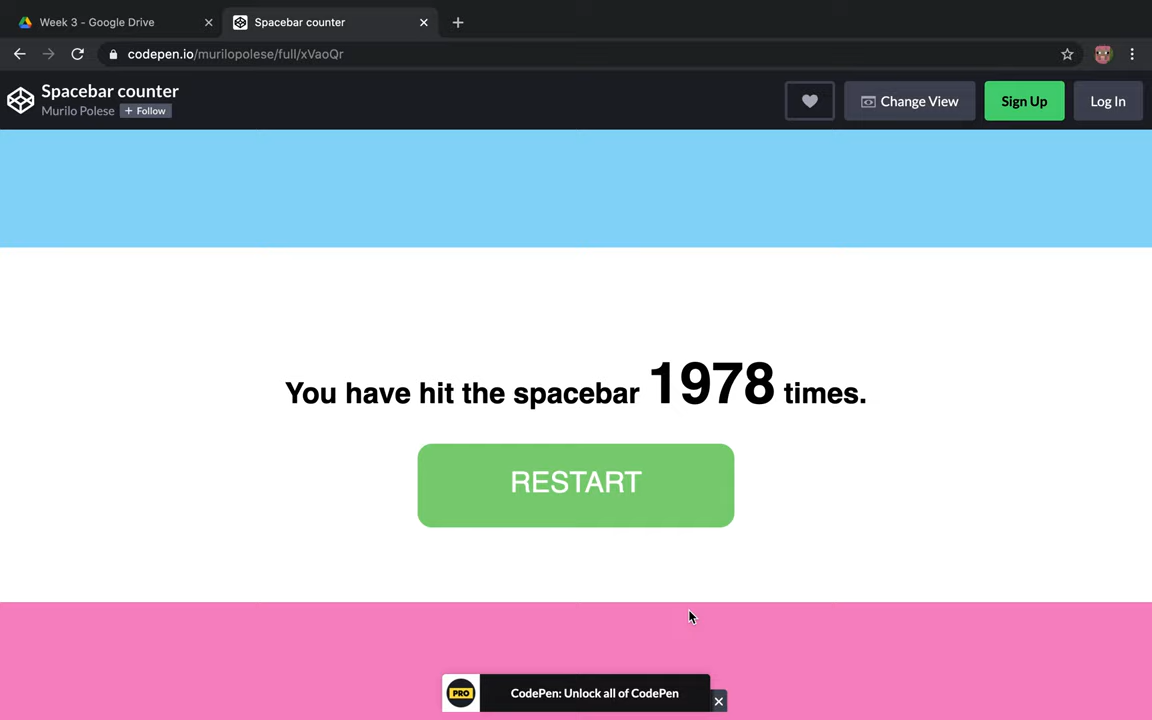 Week 3 - Google Drive
Spacebar counter
codepen.io/murilopolese/full/xVaoQr
Spacebar counter
Murilo Polese + Follow
Change View
Sign Up
Log In
You have hit the spacebar 1978 times.
RESTART
PRO
CodePen: Unlock all of CodePen